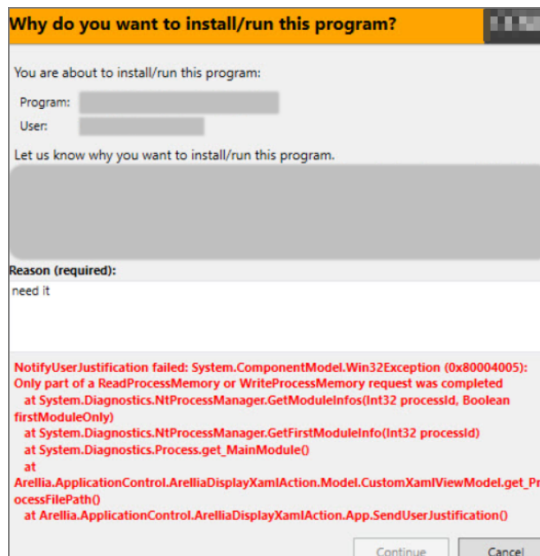 Why do you want to install/run this program?
You are about to install/run this program:
Program:
User:
Let us know why you want to install/run this program.
Reason (required):
need it
NotifyUserJustification failed: System.ComponentModel.Win32Exception (0x80004005):
Only part of a ReadProcessMemory or WriteProcessMemory request was completed
at System.Diagnostics.NtProcessManager.GetModuleInfos(Int32 processId, Boolean
firstModuleOnly)
at System.Diagnostics.NtProcessManager.GetFirstModuleInfo(Int32 processId)
at System.Diagnostics.Process.get_MainModule()
at
Arellia.ApplicationControl.ArelliaDisplayXamlAction.Model.CustomXamlViewModel.get_Pr
ocessFilePath()
at Arellia.ApplicationControl.ArelliaDisplayXamlAction.App.SendUserJustification()
Continue
Cancel